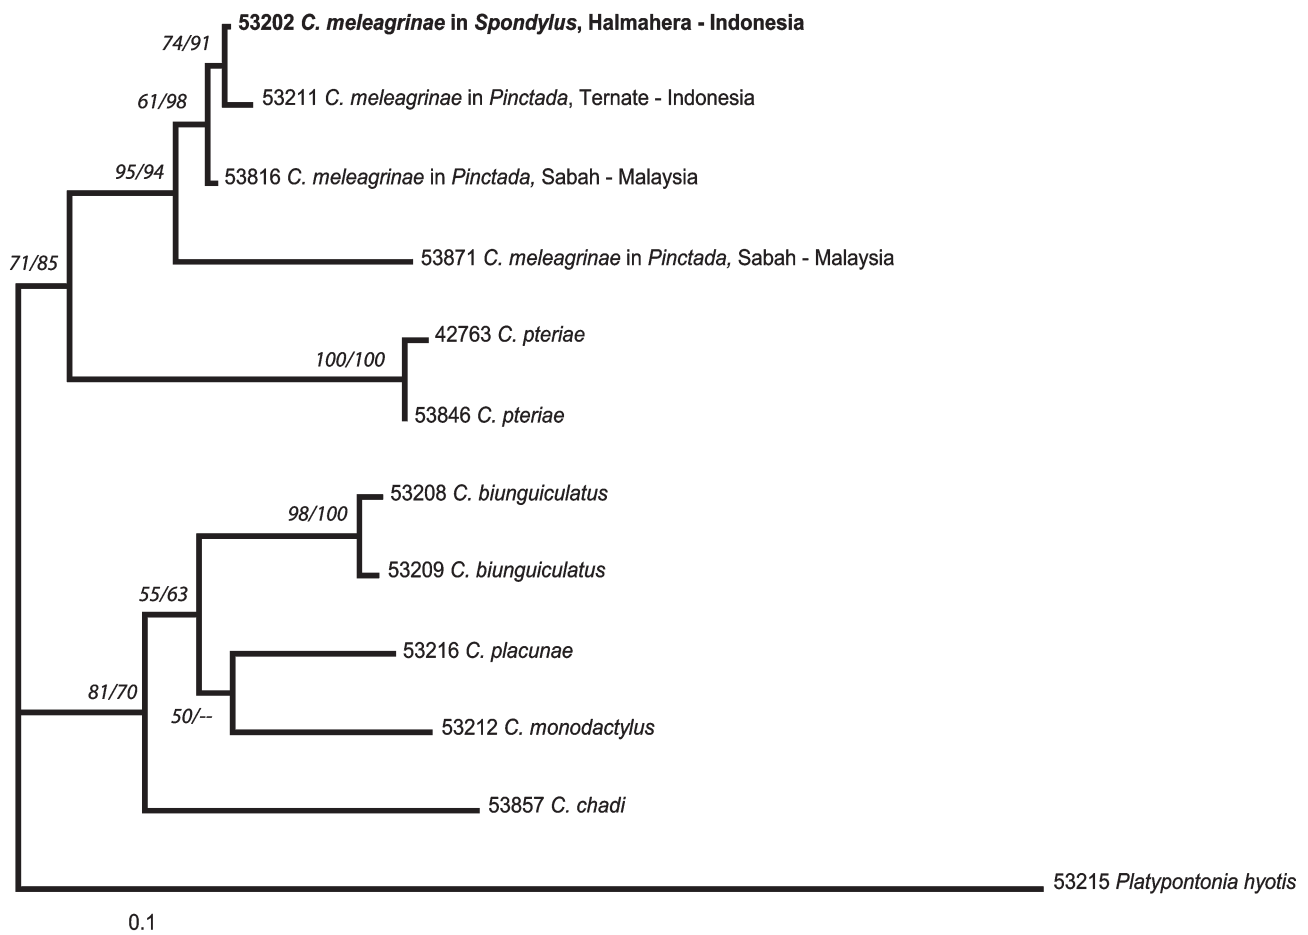 53202 C. meleagrinae in Spondylus, Halmahera - Indonesia
74/91
53211 C. meleagrinae in Pinctada, Ternate - Indonesia
61/98
95/94
53816 C. meleagrinae in Pinctada, Sabah - Malaysia
71/85
53871 C. meleagrinae in Pinctada, Sabah - Malaysia
42763 C. pteriae
100/100
53846 C. pteriae
53208 C. biunguiculatus
98/100
53209 C. biunguiculatus
55/63
53216 C. placunae
81/70
50/--
53212 C. monodactylus
53857 C. chadi
53215 Platypontonia hyotis
0.1